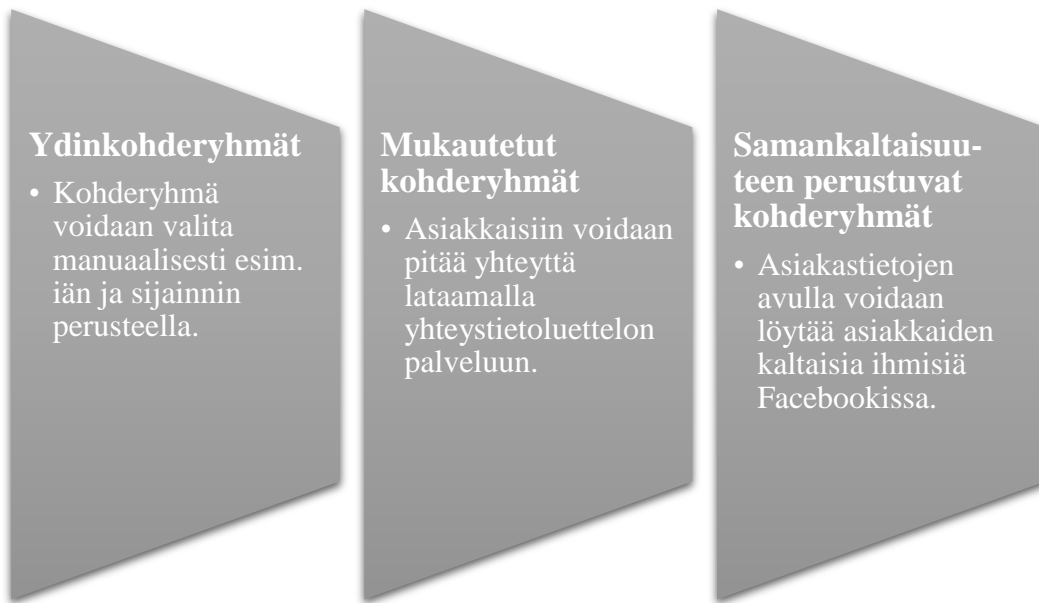 Ydinkohderyhmät
• Kohderyhmä
voidaan valita
manuaalisesti esim.
iän ja sijainnin
perusteella.
Mukautetut
kohderyhmät
• Asiakkaisiin voidaan
pitää yhteyttä
lataamalla
yhteystietoluettelon
palveluun.
Samankaltaisuu-
teen perustuvat
kohderyhmät
• Asiakastietojen
avulla voidaan
löytää asiakkaiden
kaltaisia ihmisiä
Facebookissa.